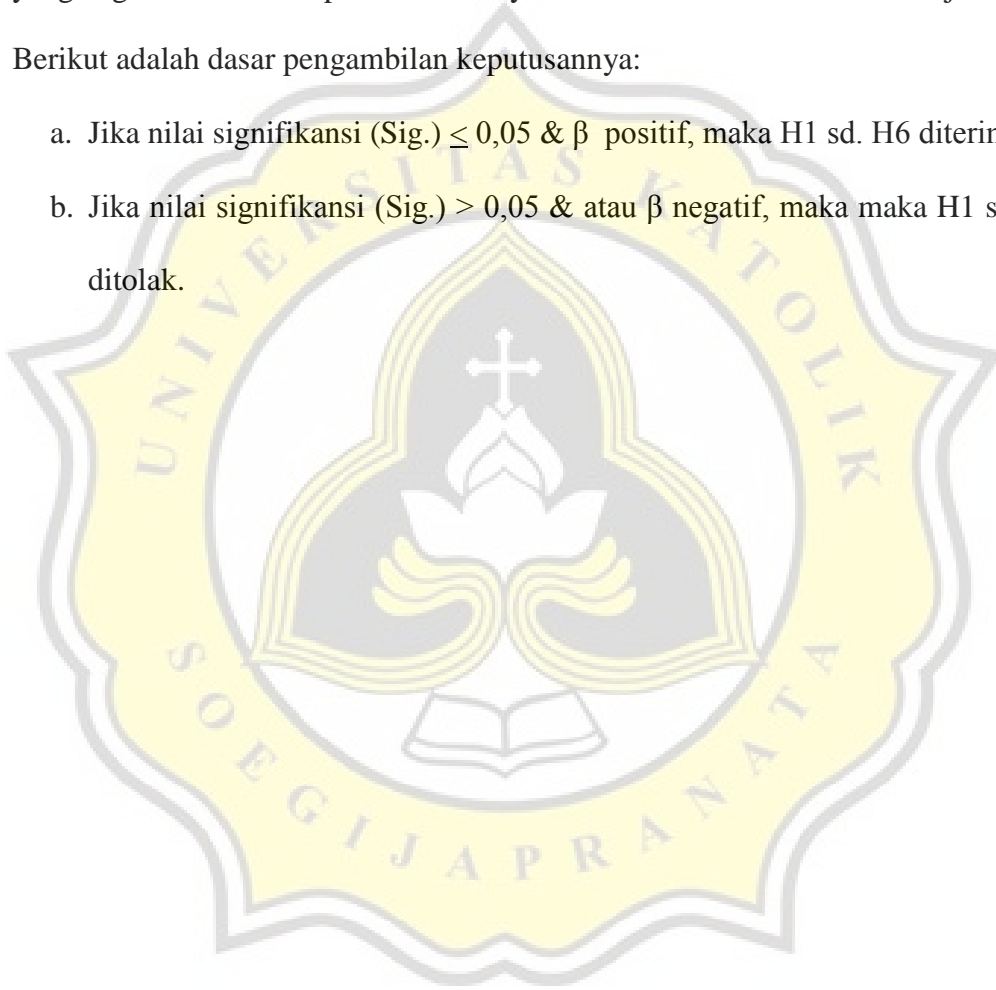 Berikut adalah dasar pengambilan keputusannya:
a. Jika nilai signifikansi (Sig.) ≤ 0,05 & β positif, maka H1 sd. H6
b. Jika nilai signifikansi (Sig.) > 0,05 & atau β negatif, maka maka H1
ditolak.
UNIVERSITAS KATOLIK
SOEGIJAPRANATA